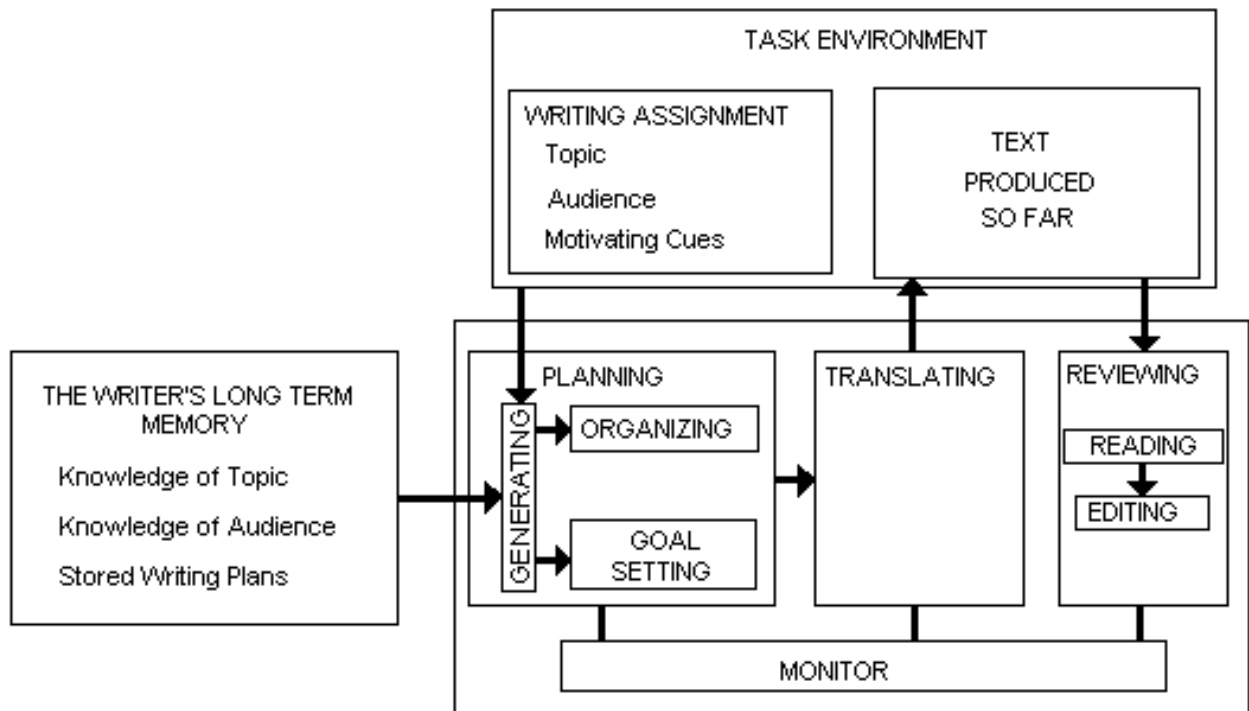 TASK ENVIRONMENT
WRITING ASSIGNMENT
Topic
Audience
Motivating Cues
TEXT
PRODUCED
SO FAR
THE WRITER'S LONG TERM
MEMORY
Knowledge of Topic
Knowledge of Audience
Stored Writing Plans
PLANNING
GENERATING
ORGANIZING
GOAL
SETTING
TRANSLATING
REVIEWING
READING
EDITING
MONITOR